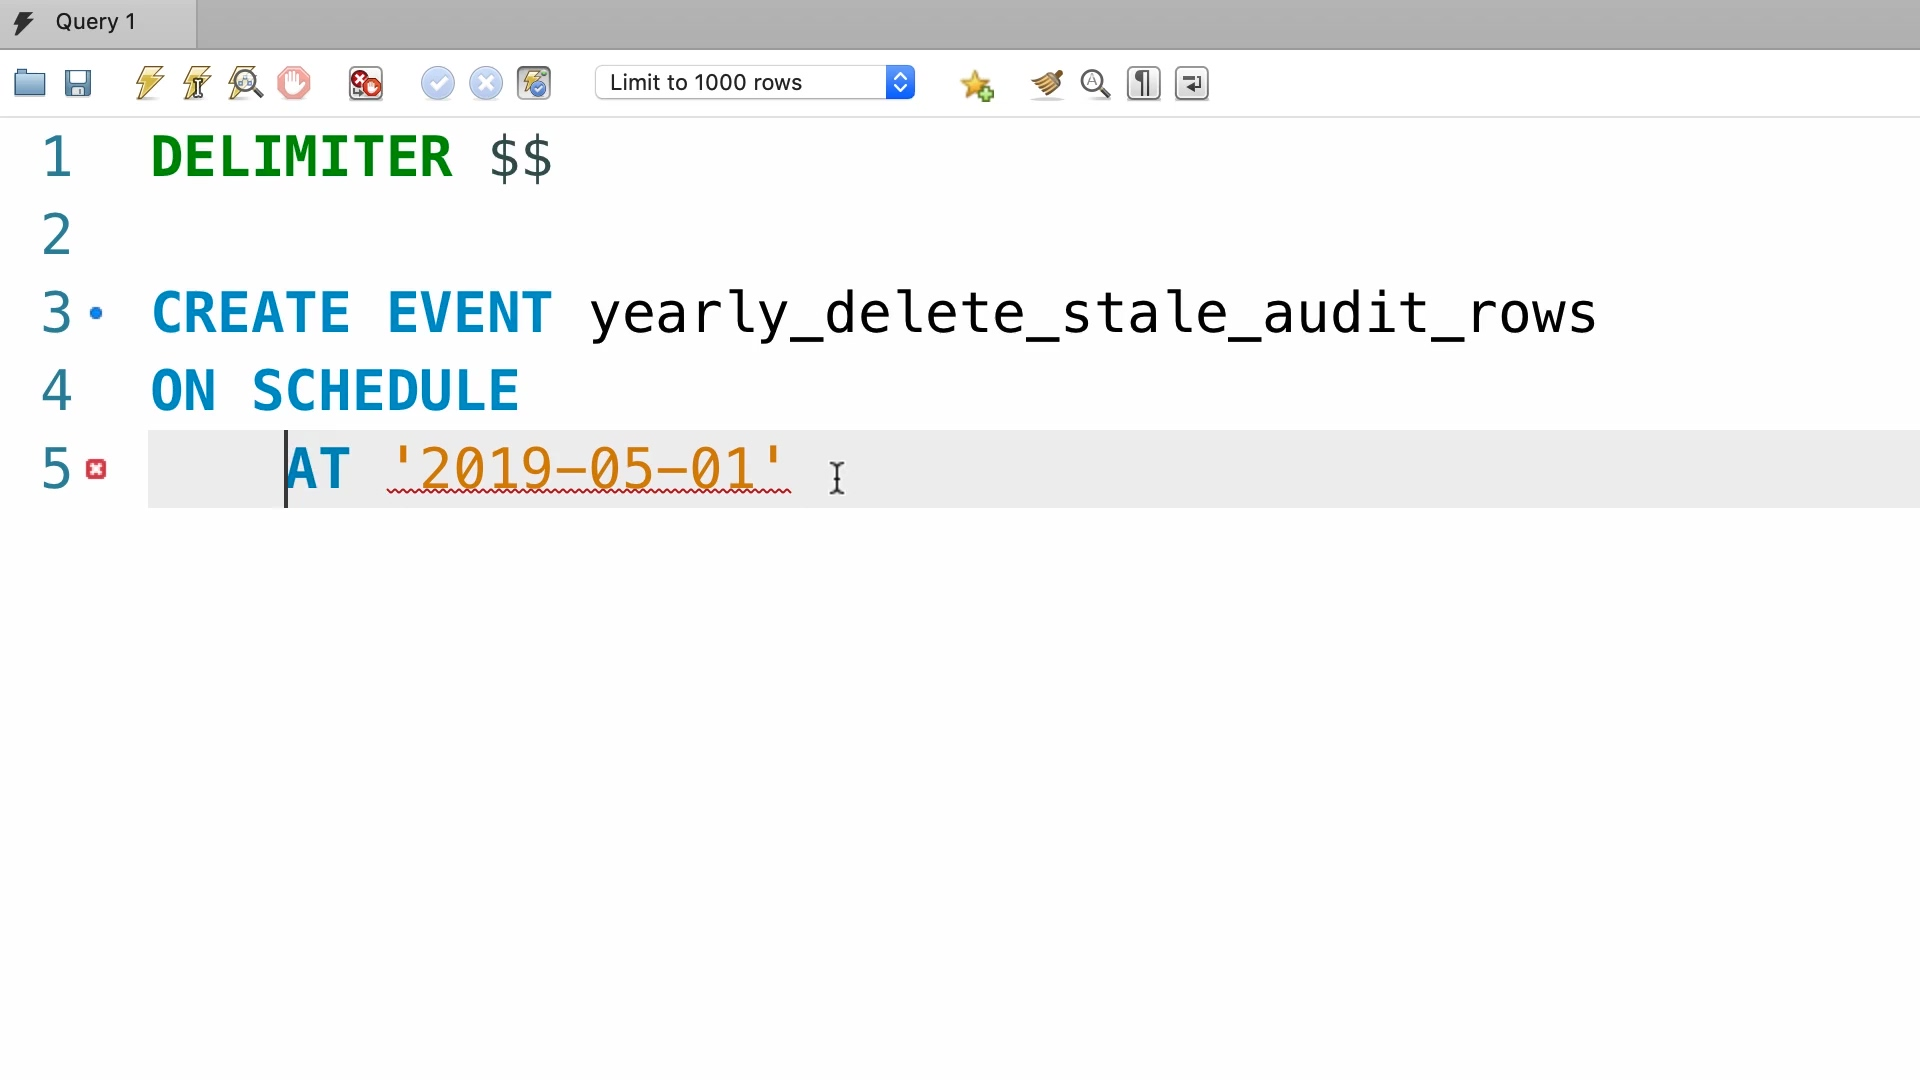 Query 1
Limit to 1000 rows
1 DELIMITER $$
2
3 CREATE EVENT yearly_delete_stale_audit_rows
4 ON SCHEDULE
5 AT '2019-05-01'